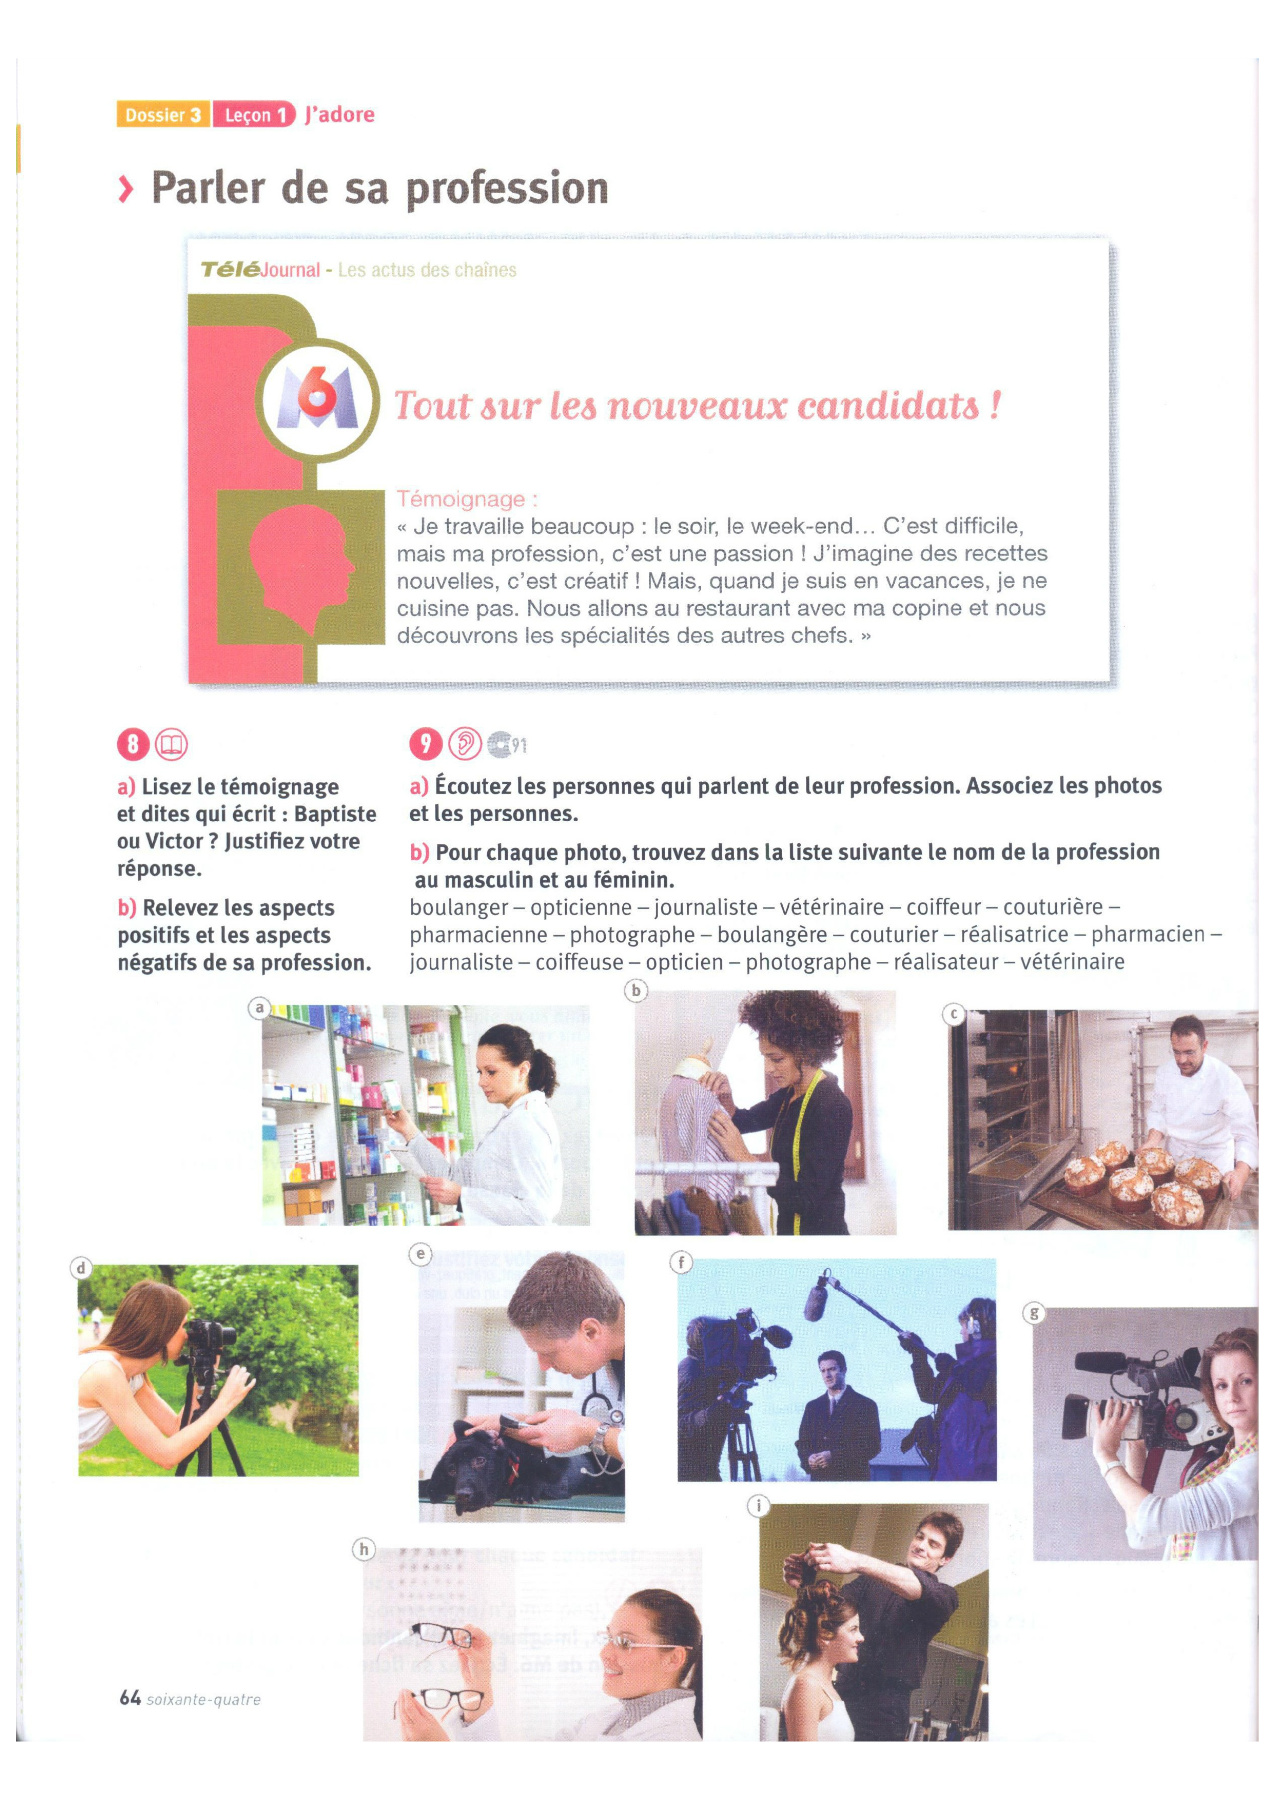 Dossier 3 Leçon 1 J'adore
› Parler de sa profession
TéléJournal - Les actus des chaînes
M6
Tout sur les nouveaux candidats !
Témoignage :
« Je travaille beaucoup : le soir, le week-end… C'est difficile,
mais ma profession, c'est une passion ! J'imagine des recettes
nouvelles, c'est créatif ! Mais, quand je suis en vacances, je ne
cuisine pas. Nous allons au restaurant avec ma copine et nous
découvrons les spécialités des autres chefs. »
8
a) Lisez le témoignage
et dites qui écrit : Baptiste
ou Victor ? Justifiez votre
réponse.
b) Relevez les aspects
positifs et les aspects
négatifs de sa profession.
9 91
a) Écoutez les personnes qui parlent de leur profession. Associez les photos
et les personnes.
b) Pour chaque photo, trouvez dans la liste suivante le nom de la profession
au masculin et au féminin.
boulanger – opticienne – journaliste – vétérinaire – coiffeur – couturière –
pharmacienne – photographe – boulangère – couturier – réalisatrice – pharmacien –
journaliste – coiffeuse – opticien – photographe – réalisateur – vétérinaire
a
b
c
d
e
f
g
h
i
64 soixante-quatre